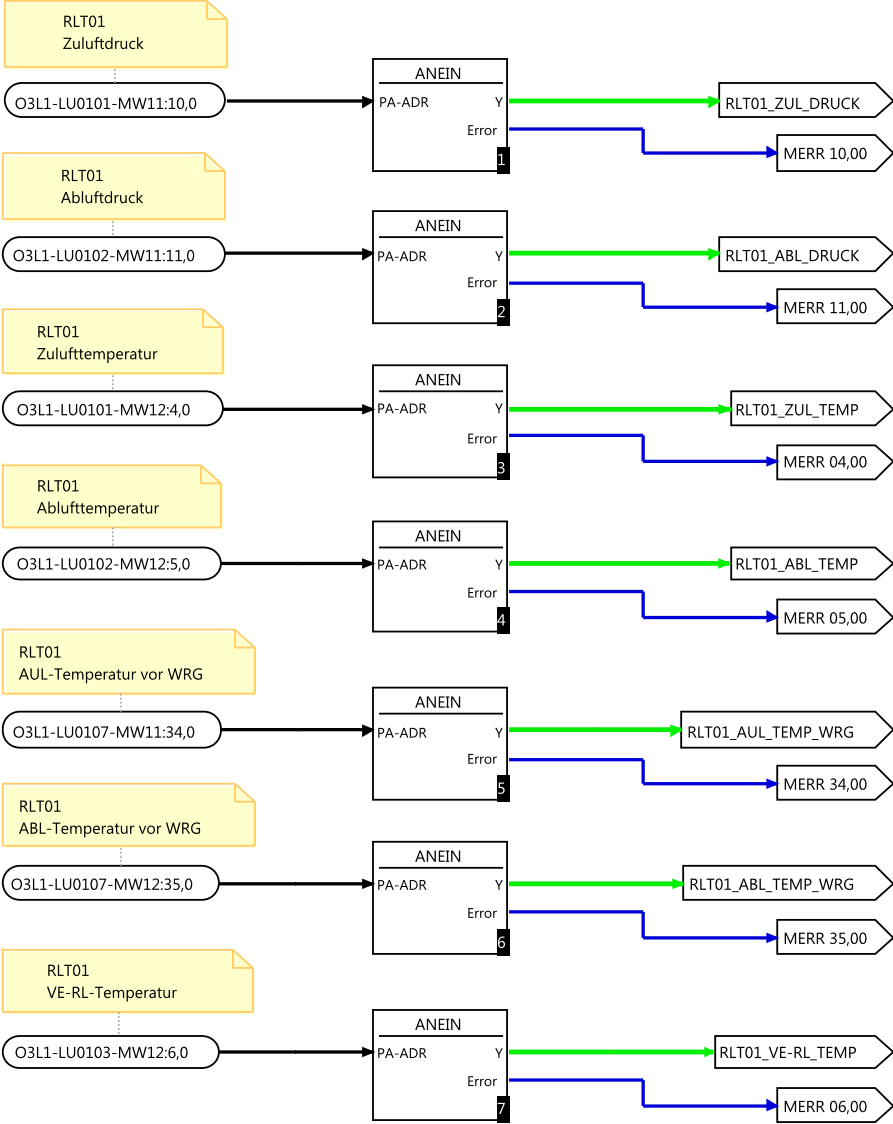 RLT01
Zuluftdruck
O3L1-LU0101-MW11:10,0
ANEIN
PA-ADR
Y
Error
1
RLT01_ZUL_DRUCK
MERR 10,00
RLT01
Abluftdruck
O3L1-LU0102-MW11:11,0
ANEIN
PA-ADR
Y
Error
2
RLT01_ABL_DRUCK
MERR 11,00
RLT01
Zulufttemperatur
O3L1-LU0101-MW12:4,0
ANEIN
PA-ADR
Y
Error
3
RLT01_ZUL_TEMP
MERR 04,00
RLT01
Ablufttemperatur
O3L1-LU0102-MW12:5,0
ANEIN
PA-ADR
Y
Error
4
RLT01_ABL_TEMP
MERR 05,00
RLT01
AUL-Temperatur vor WRG
O3L1-LU0107-MW11:34,0
ANEIN
PA-ADR
Y
Error
5
RLT01_AUL_TEMP_WRG
MERR 34,00
RLT01
ABL-Temperatur vor WRG
O3L1-LU0107-MW12:35,0
ANEIN
PA-ADR
Y
Error
6
RLT01_ABL_TEMP_WRG
MERR 35,00
RLT01
VE-RL-Temperatur
O3L1-LU0103-MW12:6,0
ANEIN
PA-ADR
Y
Error
7
RLT01_VE-RL_TEMP
MERR 06,00